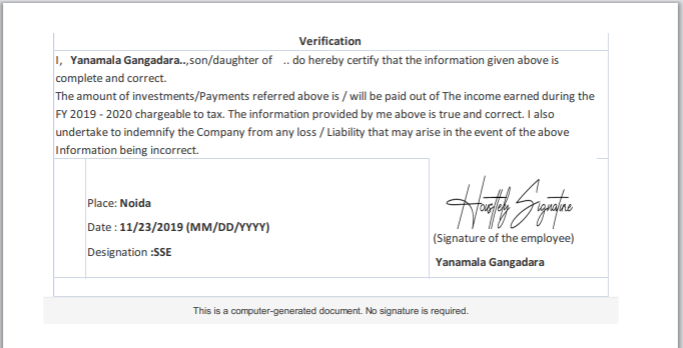 Verification
I, Yanamala Gangadara..,son/daughter of .. do hereby certify that the information given above is
complete and correct.
The amount of investments/Payments referred above is / will be paid out of The income earned during the
FY 2019 - 2020 chargeable to tax. The information provided by me above is true and correct. I also
undertake to indemnify the Company from any loss / Liability that may arise in the event of the above
Information being incorrect.
Place: Noida
Date : 11/23/2019 (MM/DD/YYYY)
Designation :SSE
Signature
(Signature of the employee)
Yanamala Gangadara
This is a computer-generated document. No signature is required.